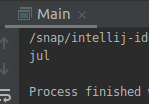 Main
/snap/intellij-id
jul
Process finished